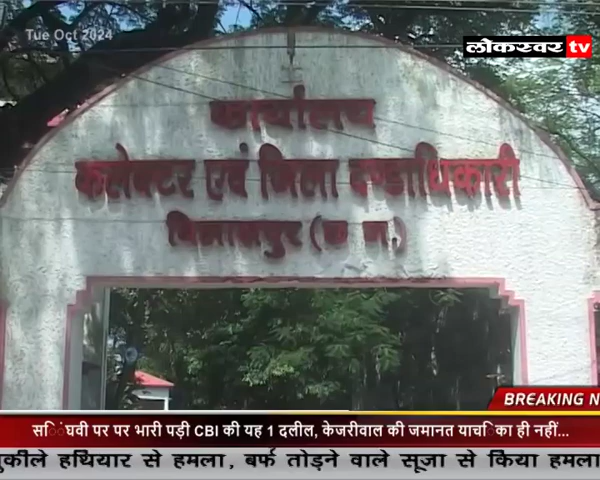 Tue Oct 2024
लोकस्वर tv
कार्यालय
कलेक्टर एवं जिला दण्डाधिकारी
बिलासपुर (छ.ग.)
BREAKING N
पर पर भारी पड़ी CBI की यह 1 दलील, केजरीवाल की जमानत याचिका ही नहीं...
नुकीले हथियार से हमला, बर्फ तोड़ने वाले सूजा से किया हमला